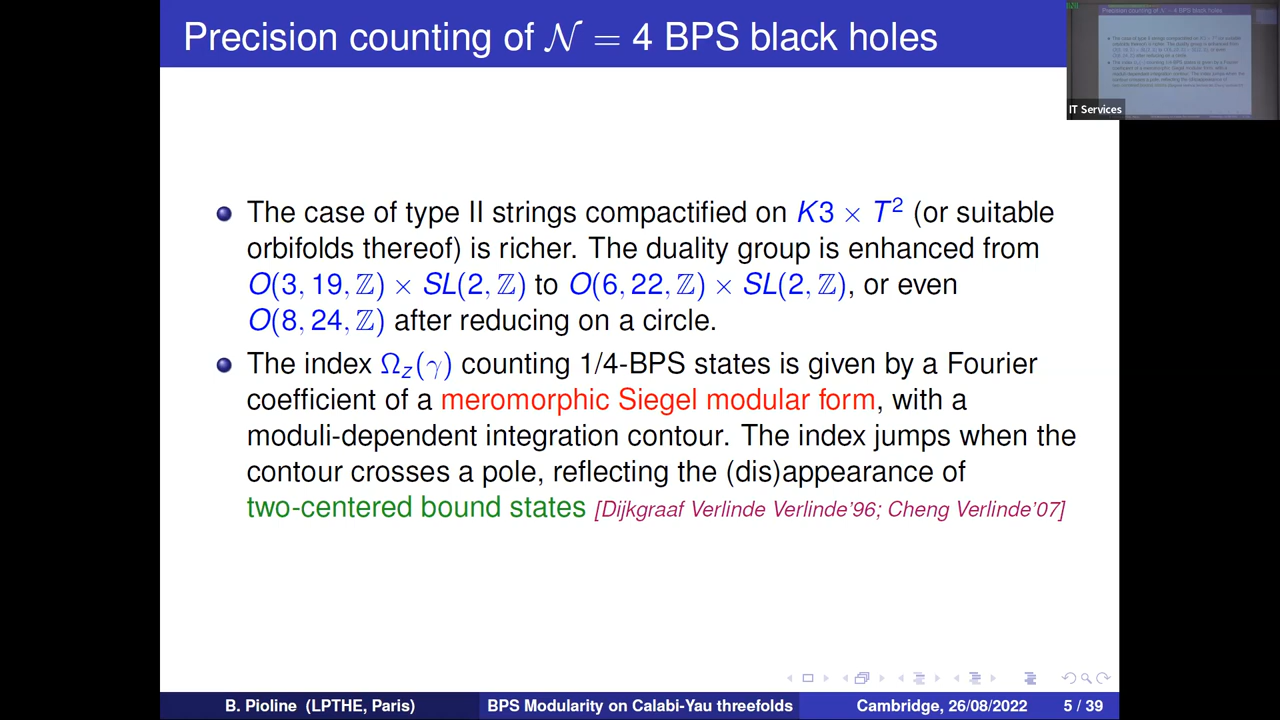 Precision counting of 𝒩 = 4 BPS black holes
The case of type II strings compactified on K3 × T² (or suitable
orbifolds thereof) is richer. The duality group is enhanced from
O(3, 19, ℤ) × SL(2, ℤ) to O(6, 22, ℤ) × SL(2, ℤ), or even
O(8, 24, ℤ) after reducing on a circle.
The index Ω_z(γ) counting 1/4-BPS states is given by a Fourier
coefficient of a meromorphic Siegel modular form, with a
moduli-dependent integration contour. The index jumps when the
contour crosses a pole, reflecting the (dis)appearance of
two-centered bound states [Dijkgraaf Verlinde Verlinde'96; Cheng Verlinde'07]
B. Pioline (LPTHE, Paris) BPS Modularity on Calabi-Yau threefolds Cambridge, 26/08/2022 5 / 39
IT Services